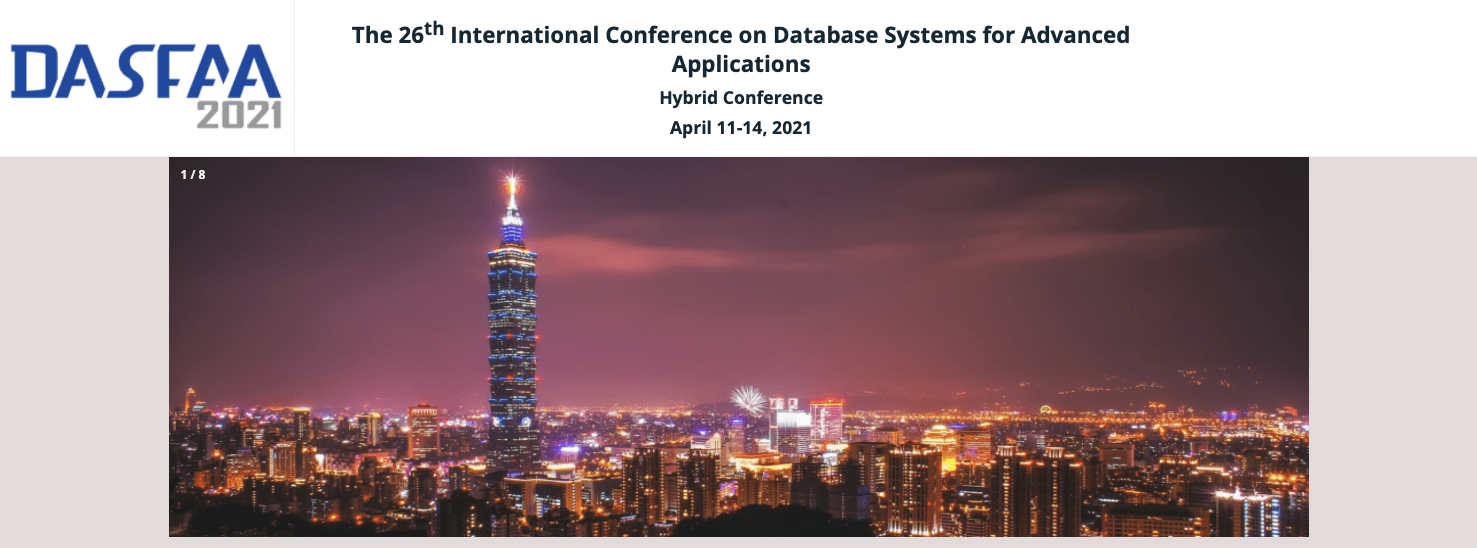 DASFAA
2021
The 26th International Conference on Database Systems for Advanced
Applications
Hybrid Conference
April 11-14, 2021
1 / 8